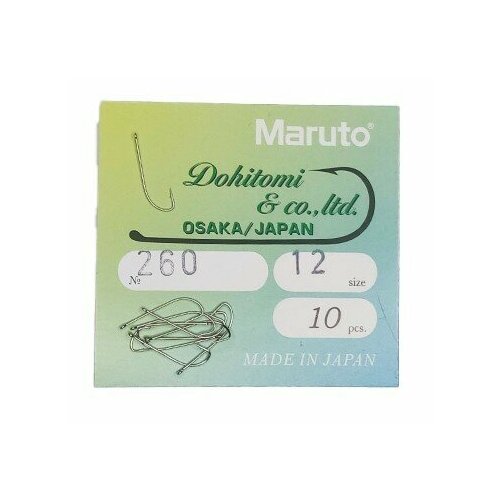 Maruto®
Dohitomi
& co., ltd.
OSAKA/JAPAN
№ 260
12 size
10 pcs.
MADE IN JAPAN